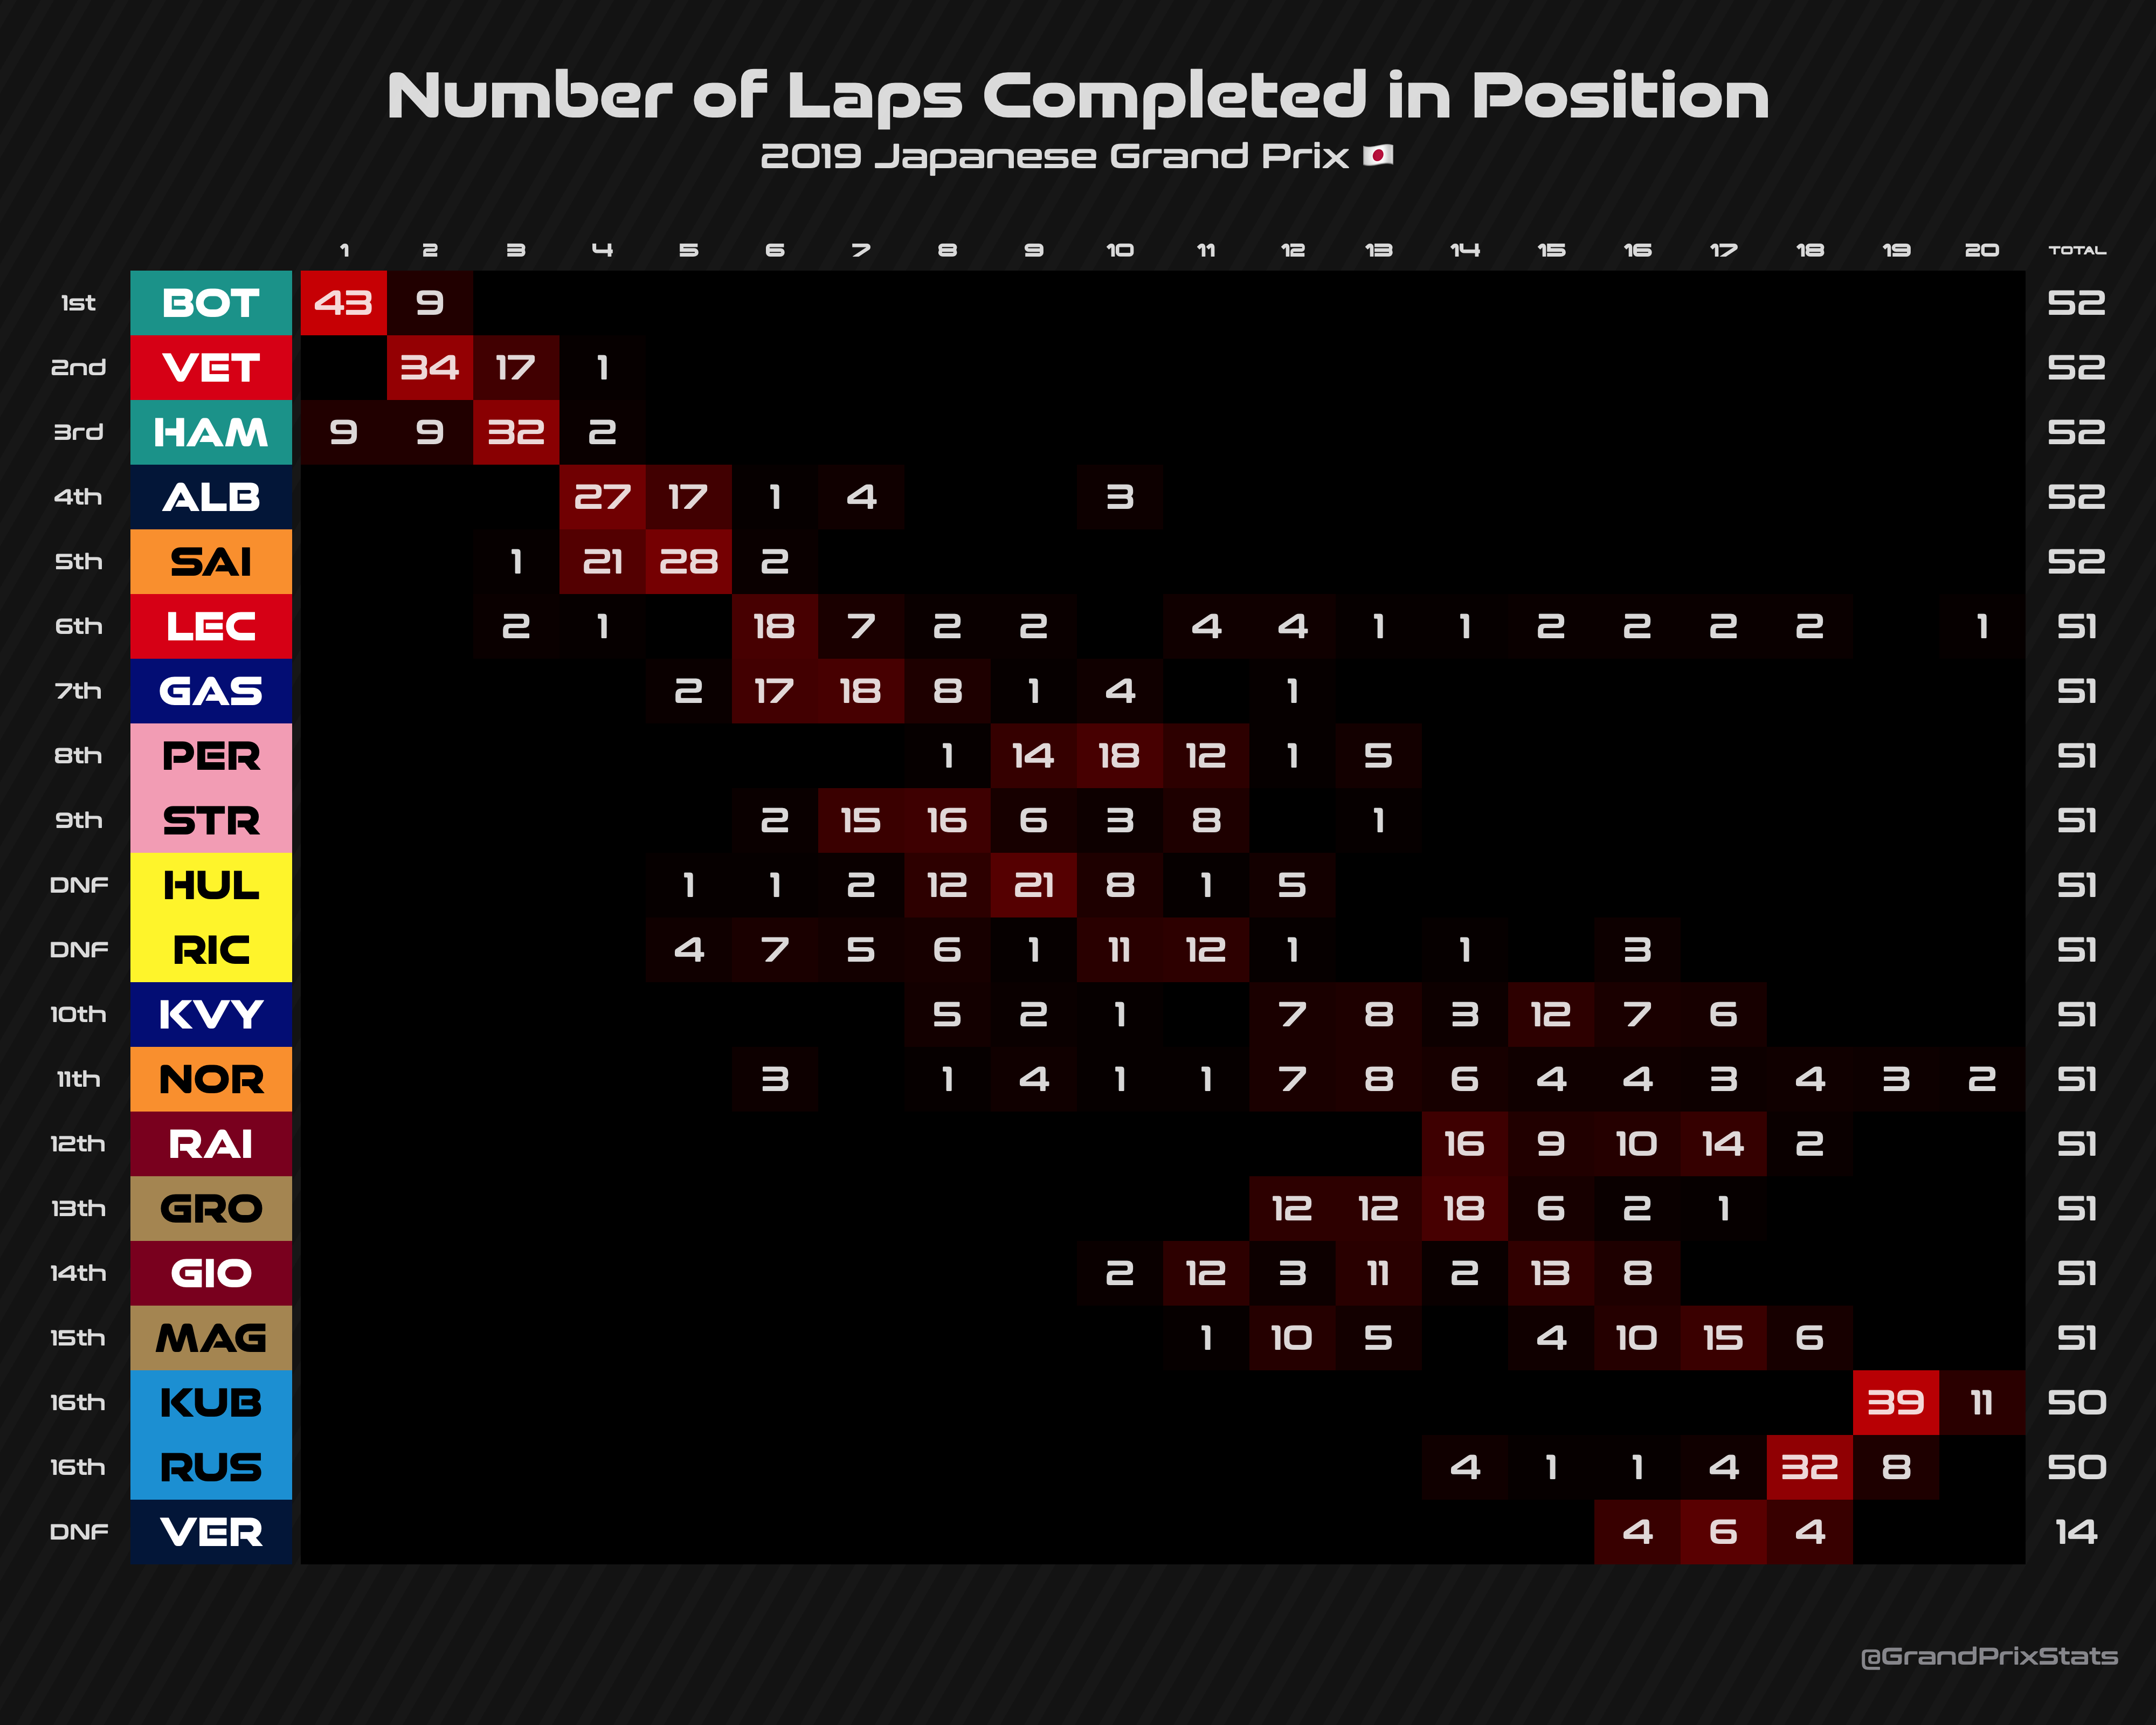 Number of Laps Completed in Position
2019 Japanese Grand Prix
1 2 3 4 5 6 7 8 9 10 11 12 13 14 15 16 17 18 19 20 TOTAL
1st BOT 43 9 52
2nd VET 34 17 1 52
3rd HAM 9 9 32 2 52
4th ALB 27 17 1 4 3 52
5th SAI 1 21 28 2 52
6th LEC 2 1 18 7 2 2 4 4 1 1 2 2 2 2 1 51
7th GAS 2 17 18 8 1 4 1 51
8th PER 1 14 18 12 1 5 51
9th STR 2 15 16 6 3 8 1 51
DNF HUL 1 1 2 12 21 8 1 5 51
DNF RIC 4 7 5 6 1 11 12 1 1 3 51
10th KVY 5 2 1 7 8 3 12 7 6 51
11th NOR 3 1 4 1 1 7 8 6 4 4 3 4 3 2 51
12th RAI 16 9 10 14 2 51
13th GRO 12 12 18 6 2 1 51
14th GIO 2 12 3 11 2 13 8 51
15th MAG 1 10 5 4 10 15 6 51
16th KUB 39 11 50
16th RUS 4 1 1 4 32 8 50
DNF VER 4 6 4 14
@GrandPrixStats